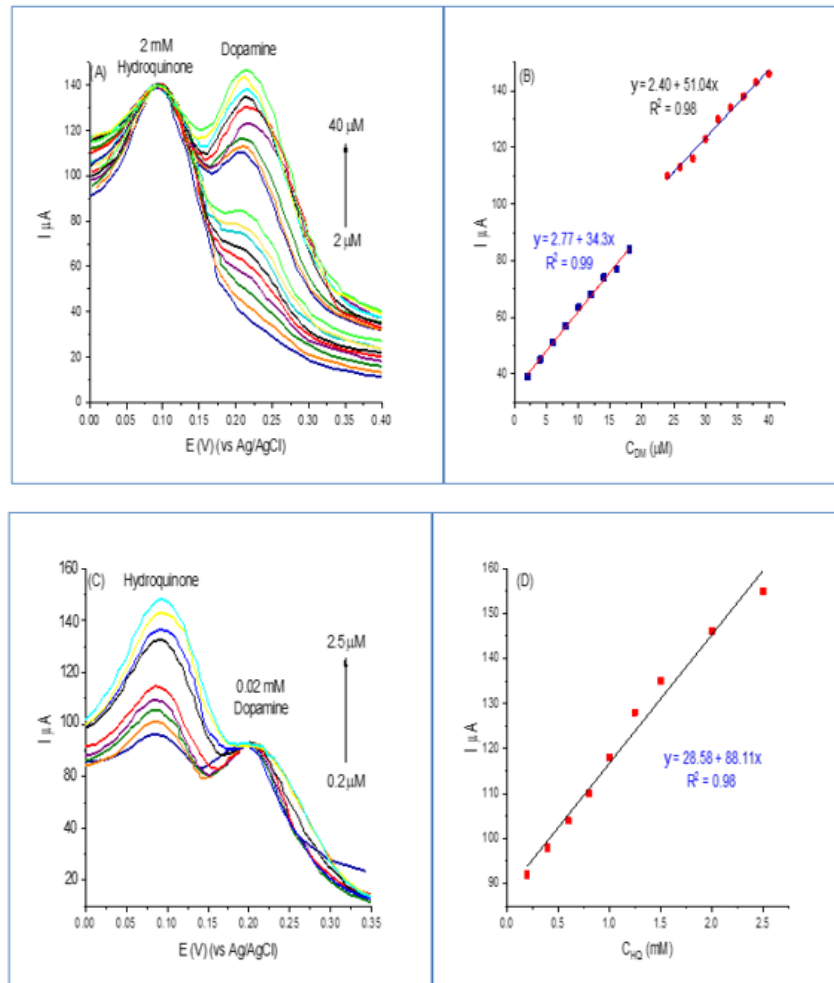 (A)
2 mM
Hydroquinone
Dopamine
40 μM
2 μM
I μA
140
120
100
80
60
40
20
0
0.00 0.05 0.10 0.15 0.20 0.25 0.30 0.35 0.40
E (V) (vs Ag/AgCl)
(B)
y = 2.40 + 51.04x
R² = 0.98
y = 2.77 + 34.3x
R² = 0.99
I μA
140
120
100
80
60
40
0 5 10 15 20 25 30 35 40
C_DM (μM)
(C)
Hydroquinone
2.5 μM
0.02 mM
Dopamine
0.2 μM
I μA
160
140
120
100
80
60
40
20
0.00 0.05 0.10 0.15 0.20 0.25 0.30 0.35
E (V) (vs Ag/AgCl)
(D)
y = 28.58 + 88.11x
R² = 0.98
I μA
160
150
140
130
120
110
100
90
0.0 0.5 1.0 1.5 2.0 2.5
C_HQ (mM)